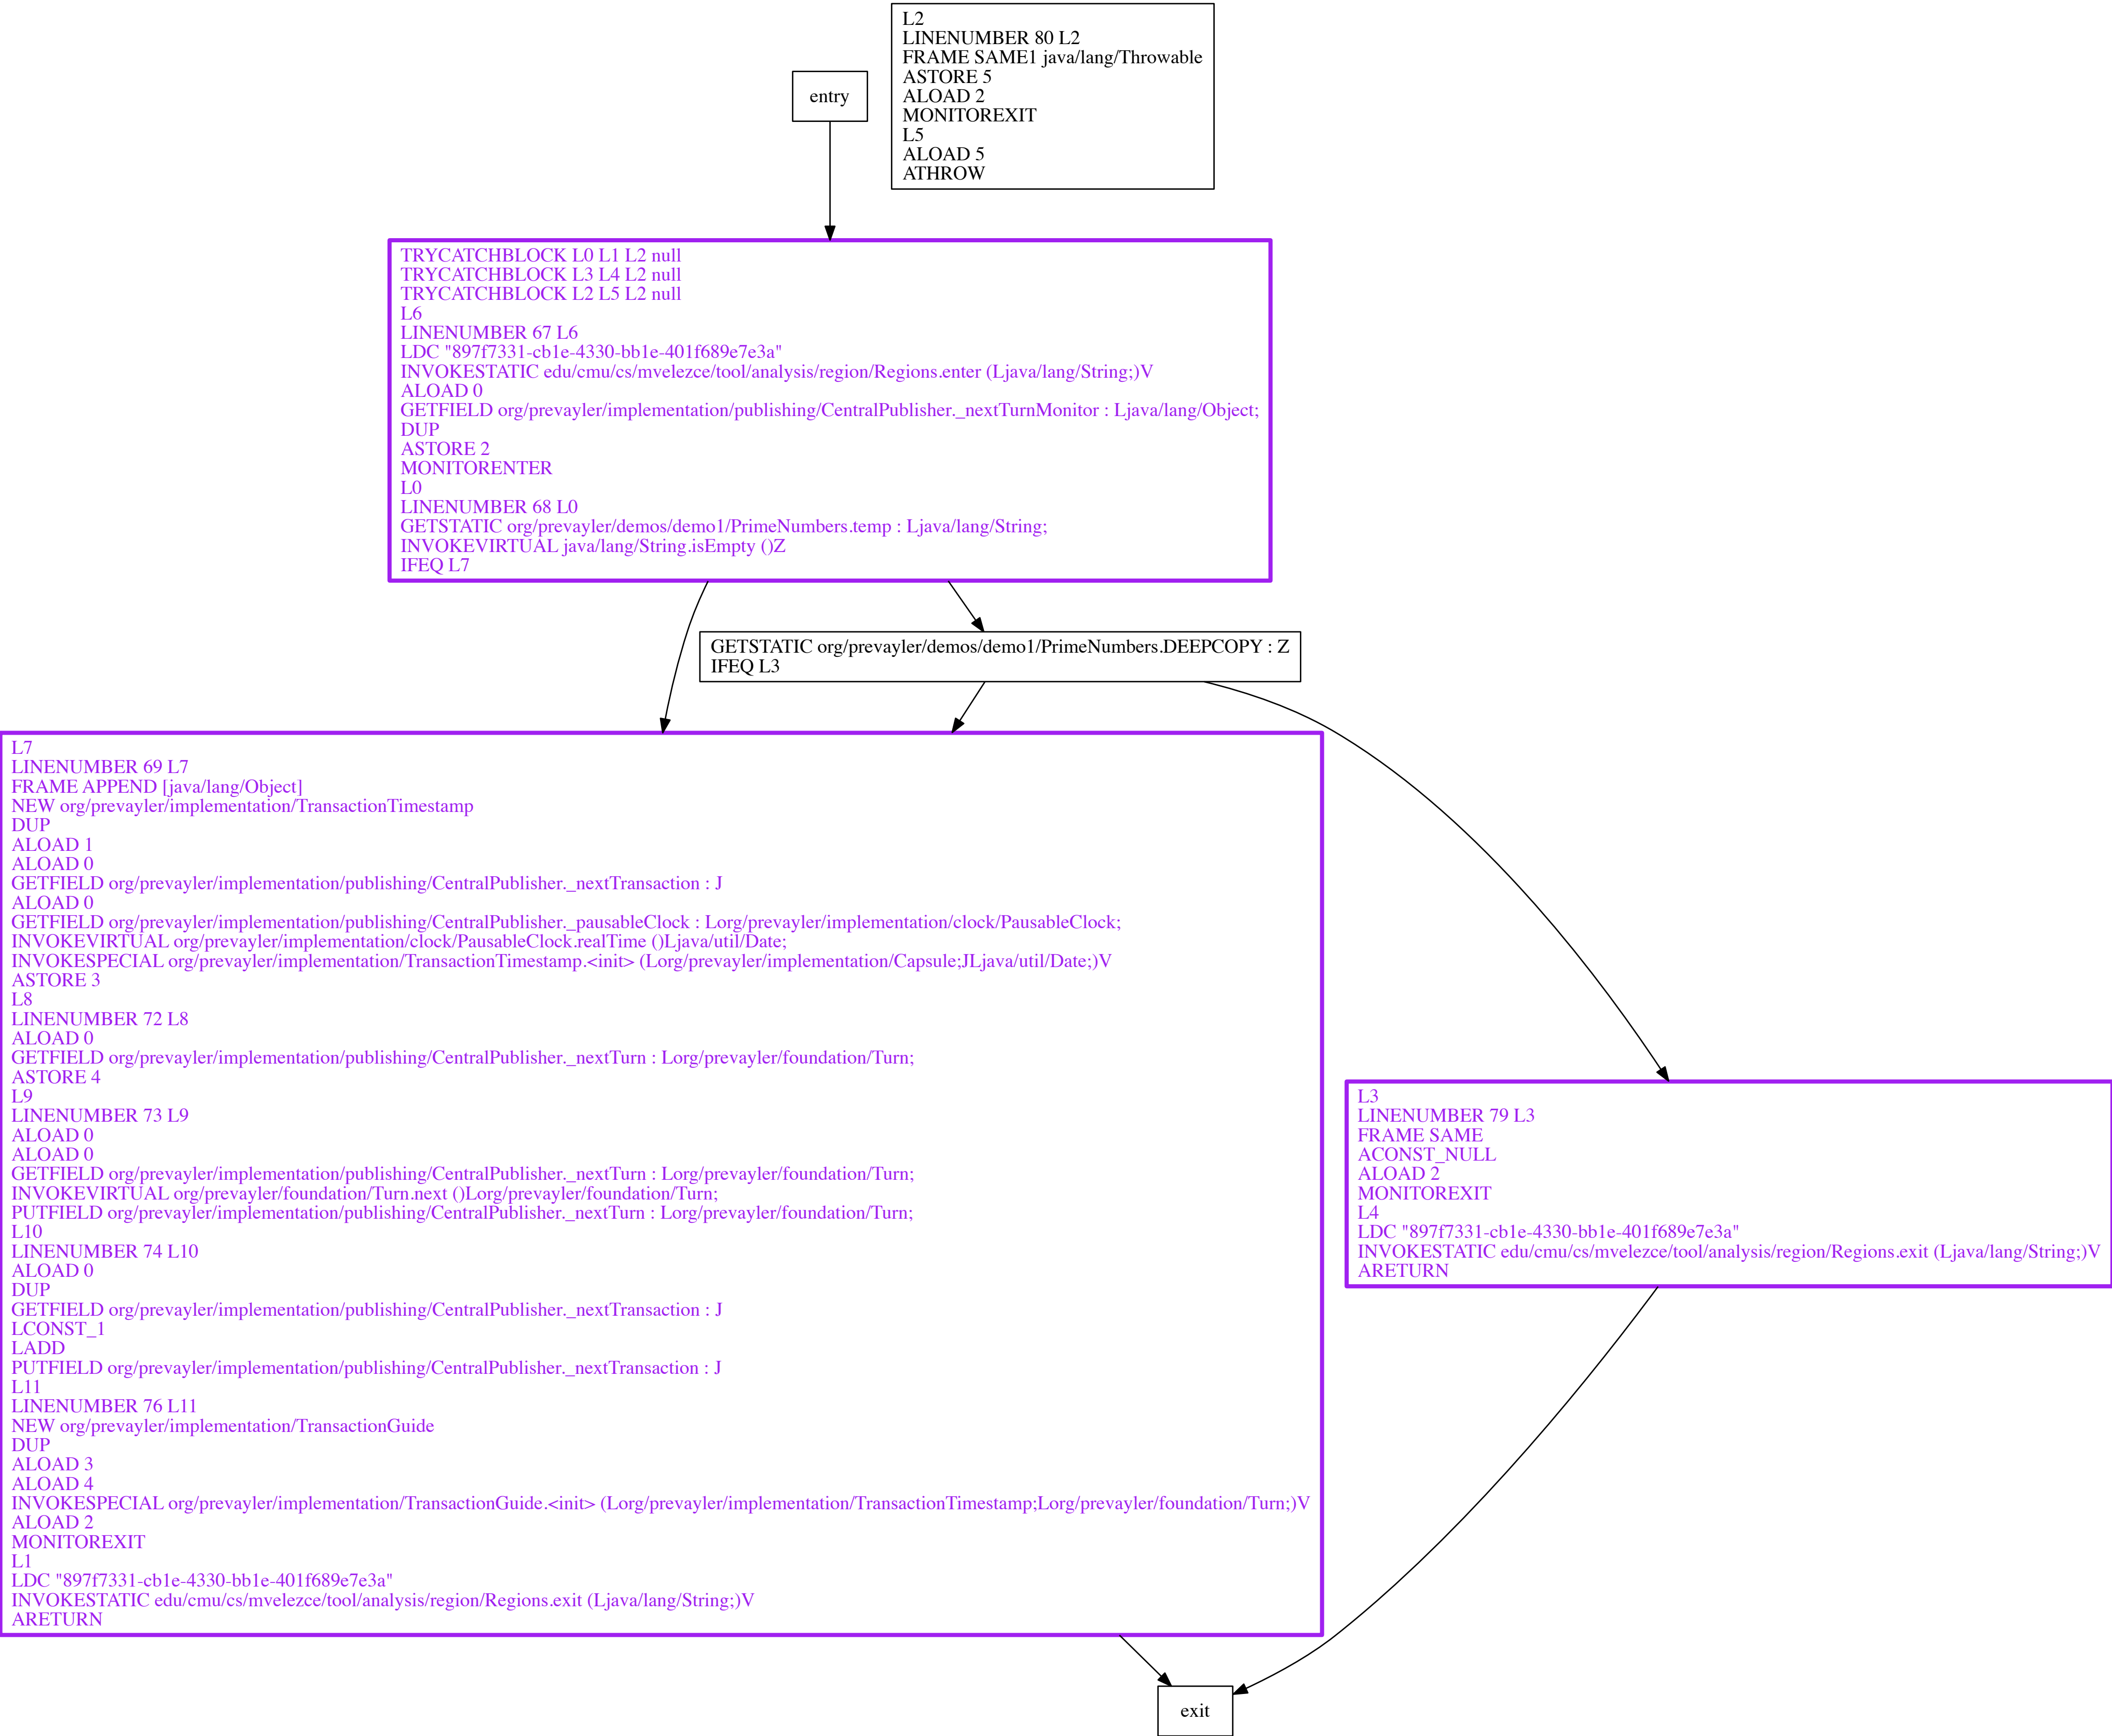 L2
LINENUMBER 80 L2
FRAME SAME1 java/lang/Throwable
ASTORE 5
ALOAD 2
MONITOREXIT
L5
ALOAD 5
ATHROW
entry
TRYCATCHBLOCK L0 L1 L2 null
TRYCATCHBLOCK L3 L4 L2 null
TRYCATCHBLOCK L2 L5 L2 null
L6
LINENUMBER 67 L6
LDC "897f7331-cb1e-4330-bb1e-401f689e7e3a"
INVOKESTATIC edu/cmu/cs/mvelezce/tool/analysis/region/Regions.enter (Ljava/lang/String;)V
ALOAD 0
GETFIELD org/prevayler/implementation/publishing/CentralPublisher._nextTurnMonitor : Ljava/lang/Object;
DUP
ASTORE 2
MONITORENTER
L0
LINENUMBER 68 L0
GETSTATIC org/prevayler/demos/demo1/PrimeNumbers.temp : Ljava/lang/String;
INVOKEVIRTUAL java/lang/String.isEmpty ()Z
IFEQ L7
GETSTATIC org/prevayler/demos/demo1/PrimeNumbers.DEEPCOPY : Z
IFEQ L3
L7
LINENUMBER 69 L7
FRAME APPEND [java/lang/Object]
NEW org/prevayler/implementation/TransactionTimestamp
DUP
ALOAD 1
ALOAD 0
GETFIELD org/prevayler/implementation/publishing/CentralPublisher._nextTransaction : J
ALOAD 0
GETFIELD org/prevayler/implementation/publishing/CentralPublisher._pausableClock : Lorg/prevayler/implementation/clock/PausableClock;
INVOKEVIRTUAL org/prevayler/implementation/clock/PausableClock.realTime ()Ljava/util/Date;
INVOKESPECIAL org/prevayler/implementation/TransactionTimestamp.<init> (Lorg/prevayler/implementation/Capsule;JLjava/util/Date;)V
ASTORE 3
L8
LINENUMBER 72 L8
ALOAD 0
GETFIELD org/prevayler/implementation/publishing/CentralPublisher._nextTurn : Lorg/prevayler/foundation/Turn;
ASTORE 4
L9
LINENUMBER 73 L9
ALOAD 0
ALOAD 0
GETFIELD org/prevayler/implementation/publishing/CentralPublisher._nextTurn : Lorg/prevayler/foundation/Turn;
INVOKEVIRTUAL org/prevayler/foundation/Turn.next ()Lorg/prevayler/foundation/Turn;
PUTFIELD org/prevayler/implementation/publishing/CentralPublisher._nextTurn : Lorg/prevayler/foundation/Turn;
L10
LINENUMBER 74 L10
ALOAD 0
DUP
GETFIELD org/prevayler/implementation/publishing/CentralPublisher._nextTransaction : J
LCONST_1
LADD
PUTFIELD org/prevayler/implementation/publishing/CentralPublisher._nextTransaction : J
L11
LINENUMBER 76 L11
NEW org/prevayler/implementation/TransactionGuide
DUP
ALOAD 3
ALOAD 4
INVOKESPECIAL org/prevayler/implementation/TransactionGuide.<init> (Lorg/prevayler/implementation/TransactionTimestamp;Lorg/prevayler/foundation/Turn;)V
ALOAD 2
MONITOREXIT
L1
LDC "897f7331-cb1e-4330-bb1e-401f689e7e3a"
INVOKESTATIC edu/cmu/cs/mvelezce/tool/analysis/region/Regions.exit (Ljava/lang/String;)V
ARETURN
L3
LINENUMBER 79 L3
FRAME SAME
ACONST_NULL
ALOAD 2
MONITOREXIT
L4
LDC "897f7331-cb1e-4330-bb1e-401f689e7e3a"
INVOKESTATIC edu/cmu/cs/mvelezce/tool/analysis/region/Regions.exit (Ljava/lang/String;)V
ARETURN
exit